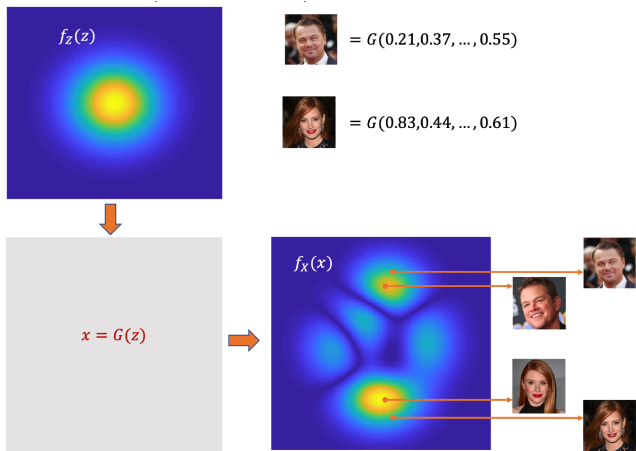 f_Z(z)
= G(0.21,0.37, ..., 0.55)
= G(0.83,0.44, ..., 0.61)
x = G(z)
f_X(x)